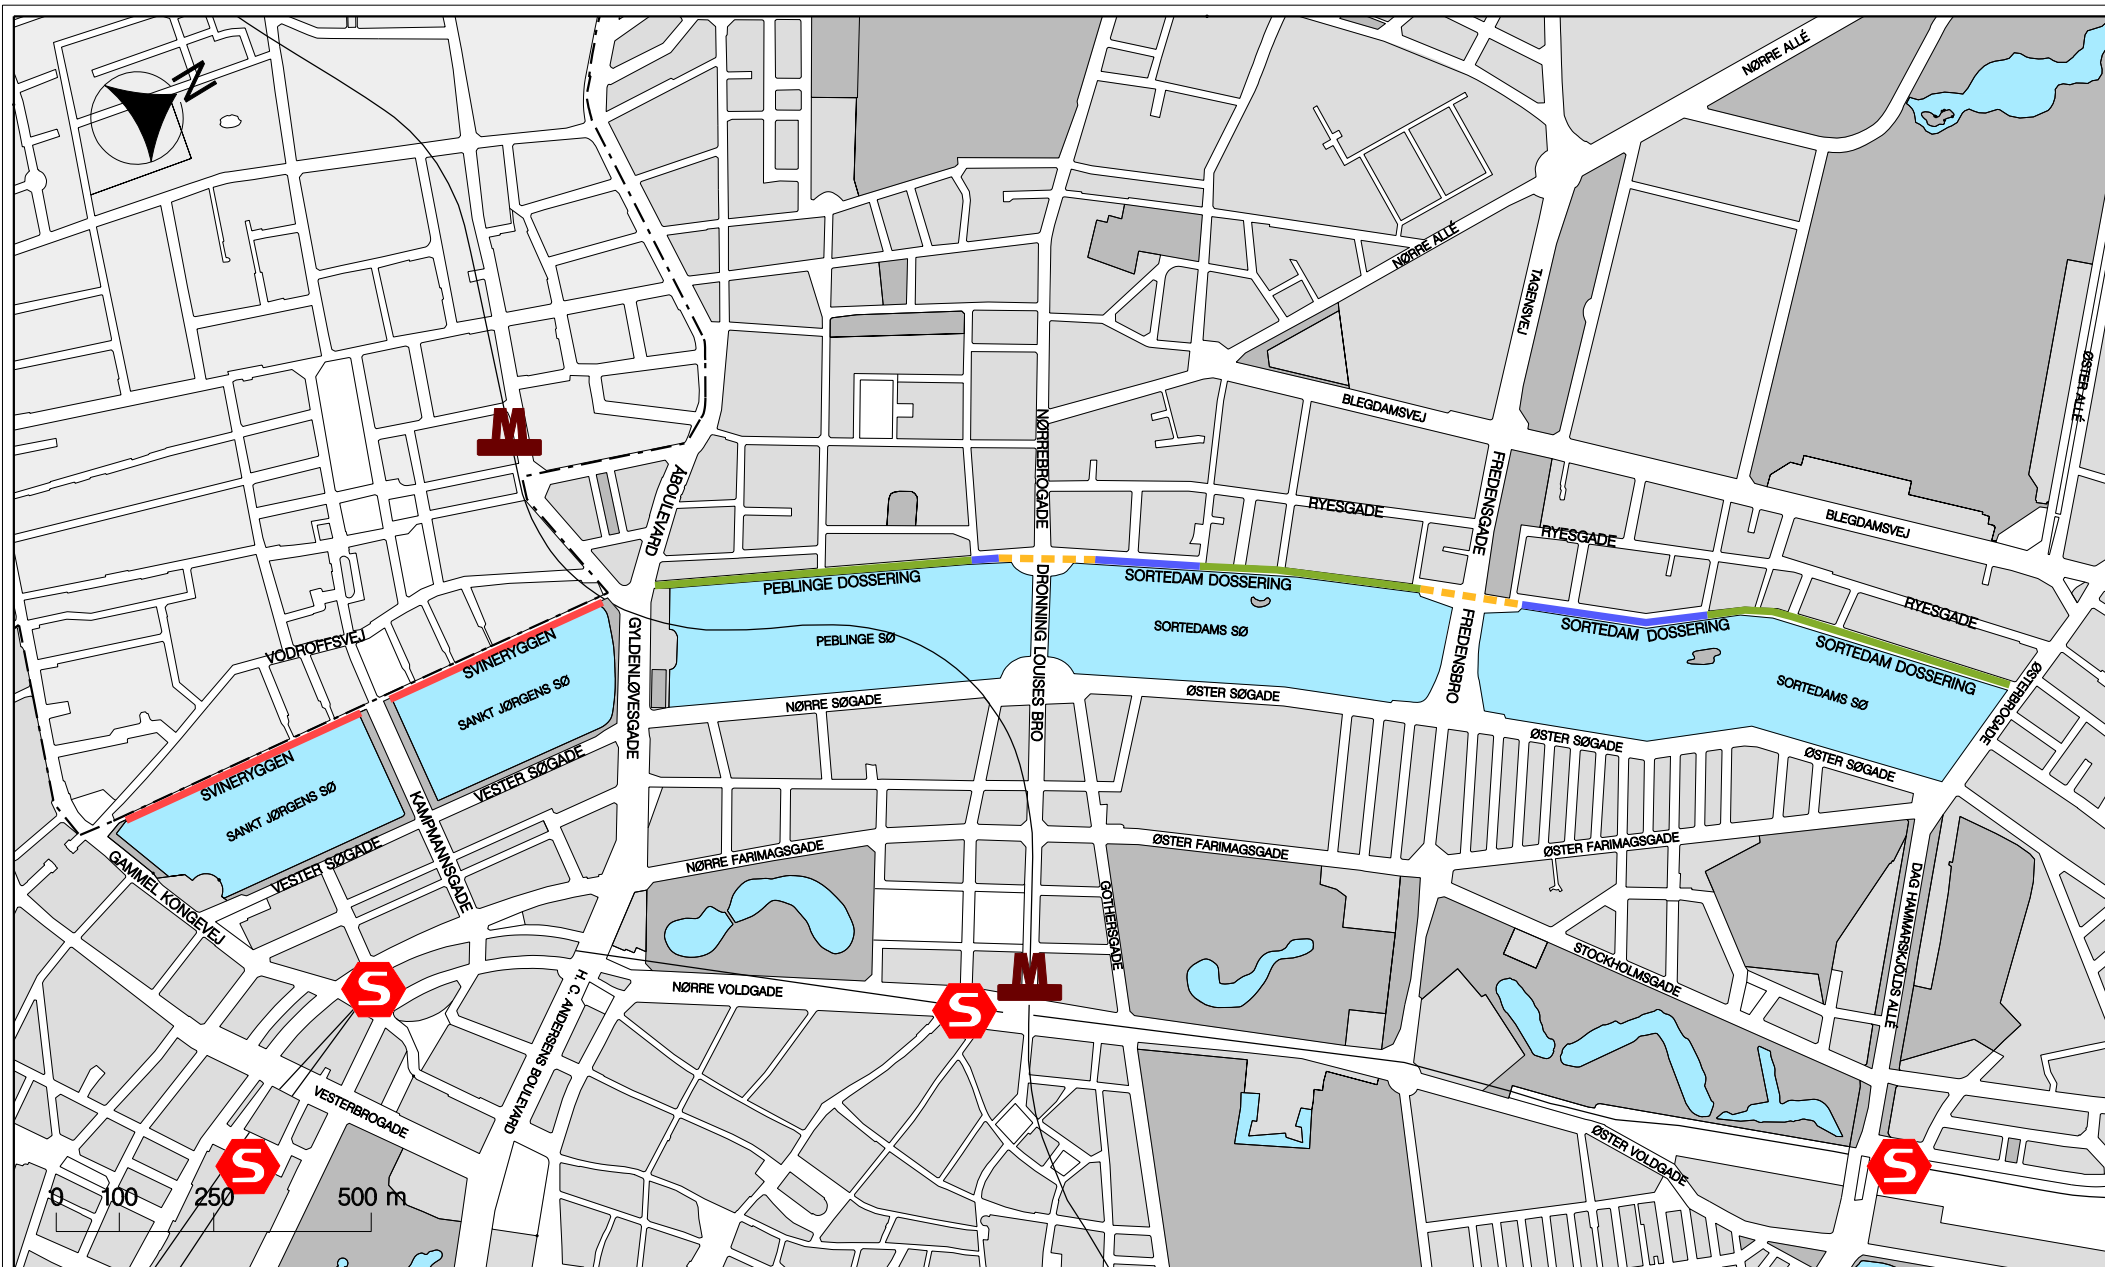 N
NØRRE ALLÉ
NØRRE ALLÉ
TAGENSVEJ
ØSTER ALLÉ
BLEGDAMSVEJ
M
NØRREBROGADE
ÅBOULEVARD
FREDENSGADE
RYESGADE
RYESGADE
BLEGDAMSVEJ
PEBLINGE DOSSERING
SORTEDAM DOSSERING
DRONNING LOUISES BRO
RYESGADE
SORTEDAM DOSSERING
SORTEDAM DOSSERING
VODROFFSVEJ
SVINERYGGEN
GYLDENLØVESGADE
PEBLINGE SØ
SORTEDAMS SØ
FREDENSBRO
SORTEDAMS SØ
ØSTERBROGADE
SANKT JØRGENS SØ
NØRRE SØGADE
ØSTER SØGADE
ØSTER SØGADE
ØSTER SØGADE
SVINERYGGEN
SANKT JØRGENS SØ
VESTER SØGADE
KAMPMANNSGADE
VESTER SØGADE
GAMMEL KONGEVEJ
NØRRE FARIMAGSGADE
ØSTER FARIMAGSGADE
ØSTER FARIMAGSGADE
GOTHERSGADE
DAG HAMMARSKJÖLDS ALLÉ
STOCKHOLMSGADE
S
NØRRE VOLDGADE
S
M
H. C. ANDERSENS BOULEVARD
VESTERBROGADE
ØSTER VOLDGADE
S
S
0 100 250 500 m